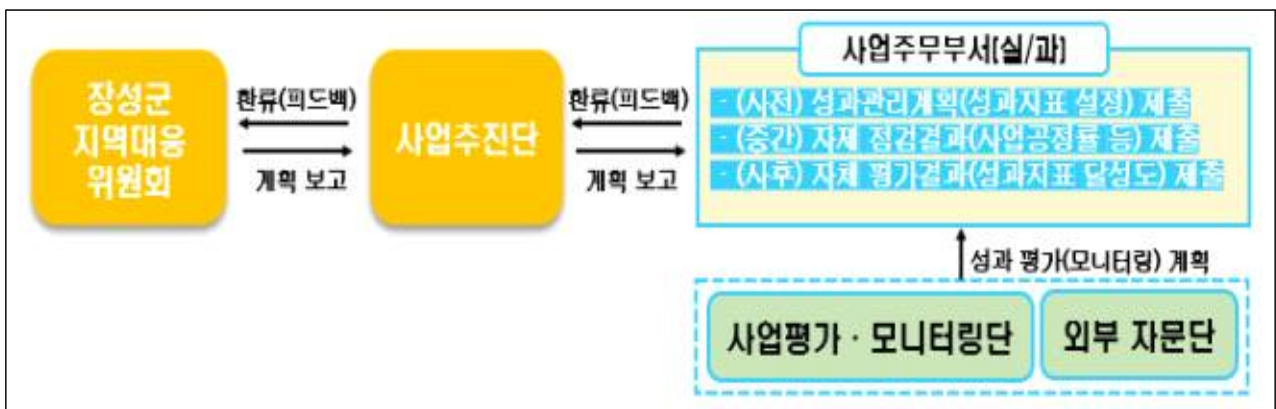 장성군
지역대응
위원회
환류(피드백)
계획 보고
사업추진단
환류(피드백)
계획 보고
사업주무부서[실/과]
- (사전) 성과관리계획(성과지표 설정) 제출
- (중간) 자체 점검결과(사업공정률 등) 제출
- (사후) 자체 평가결과(성과지표 달성도) 제출
성과 평가(모니터링) 계획
사업평가 · 모니터링단
외부 자문단